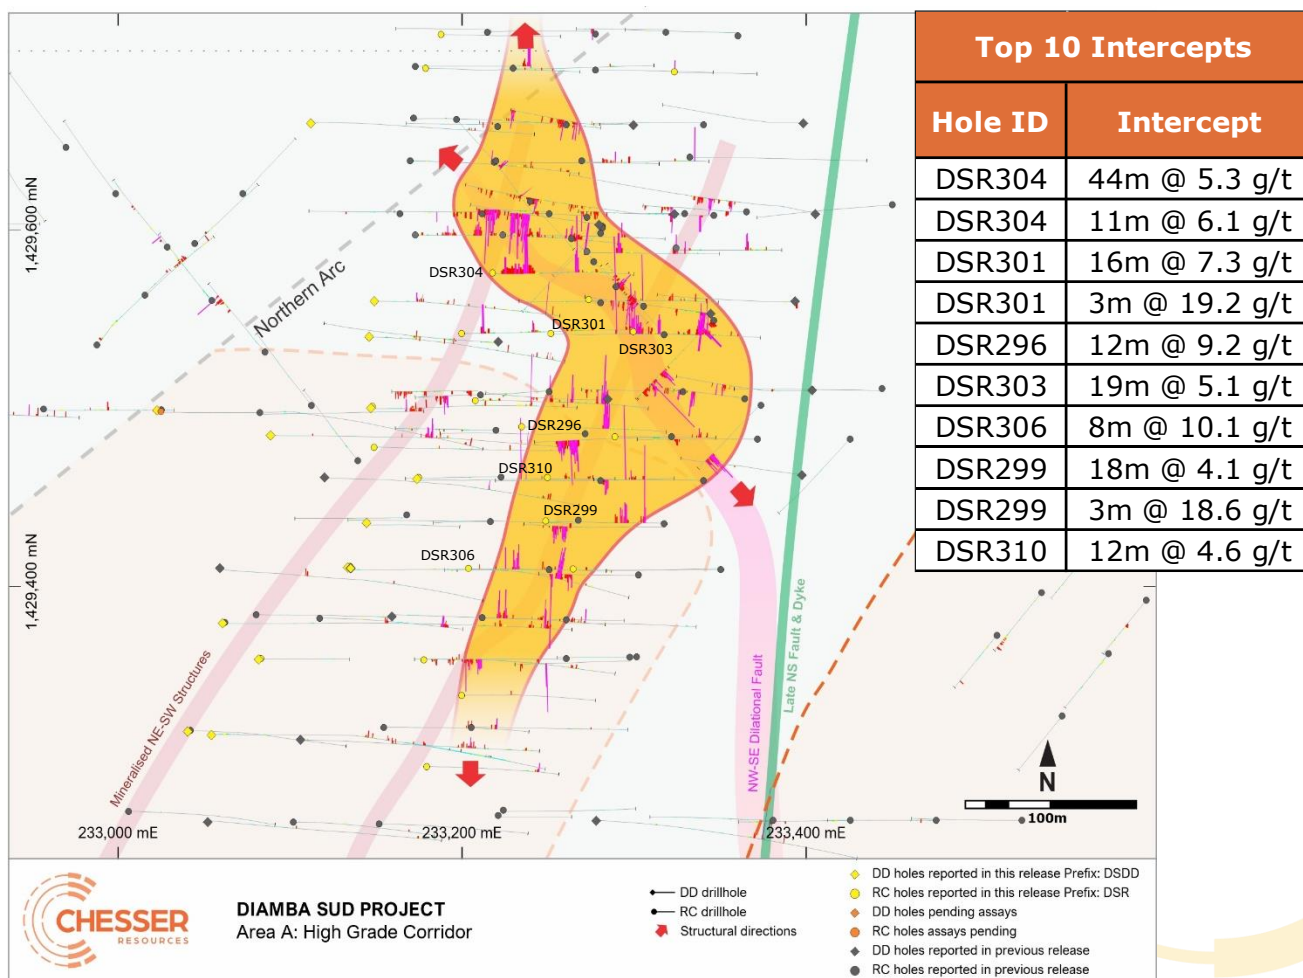 Top 10 Intercepts
Hole ID Intercept
DSR304 44m @ 5.3 g/t
DSR304 11m @ 6.1 g/t
DSR301 16m @ 7.3 g/t
DSR301 3m @ 19.2 g/t
DSR296 12m @ 9.2 g/t
DSR303 19m @ 5.1 g/t
DSR306 8m @ 10.1 g/t
DSR299 18m @ 4.1 g/t
DSR299 3m @ 18.6 g/t
DSR310 12m @ 4.6 g/t
1,429,600 mN
Northern Arc
DSR304
DSR301
DSR303
DSR296
DSR310
DSR299
DSR306
1,429,400 mN
Mineralised NE-SW Structures
NW-SE Dilational Fault
Late NS Fault & Dyke
N
100m
233,000 mE
233,200 mE
233,400 mE
CHESSER
RESOURCES
DIAMBA SUD PROJECT
Area A: High Grade Corridor
DD drillhole
RC drillhole
Structural directions
DD holes reported in this release Prefix: DSDD
RC holes reported in this release Prefix: DSR
DD holes pending assays
RC holes assays pending
DD holes reported in previous release
RC holes reported in previous release